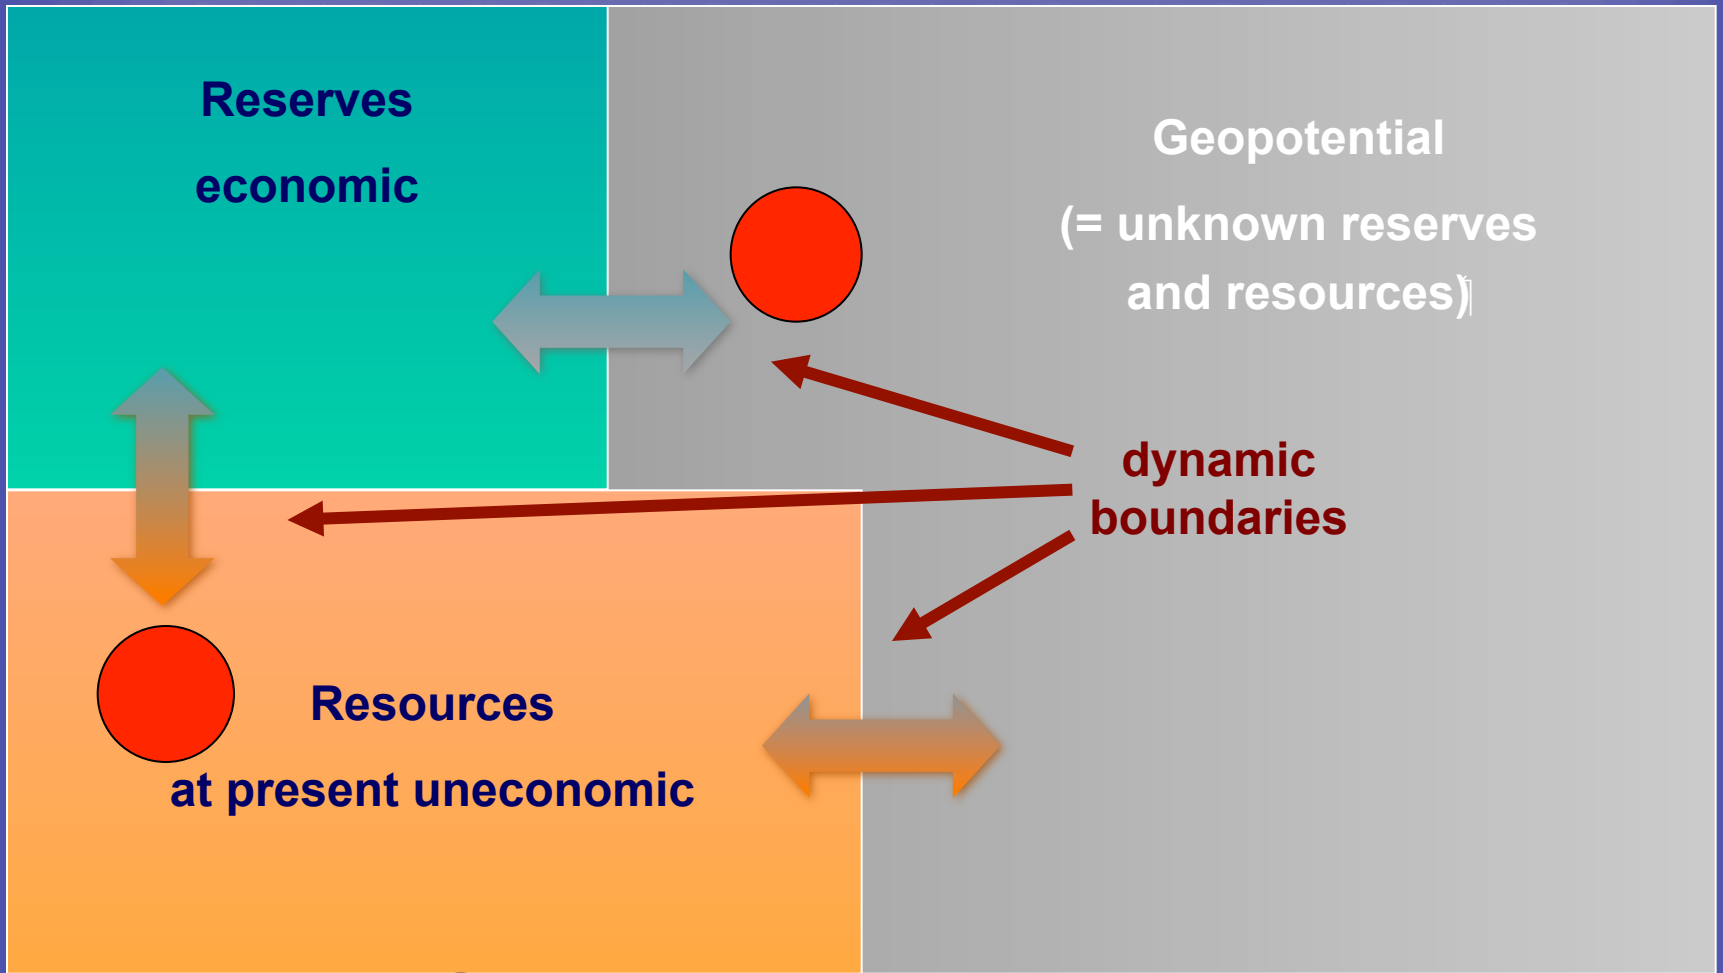 Reserves
economic
Geopotential
(= unknown reserves
and resources)
dynamic
boundaries
Resources
at present uneconomic